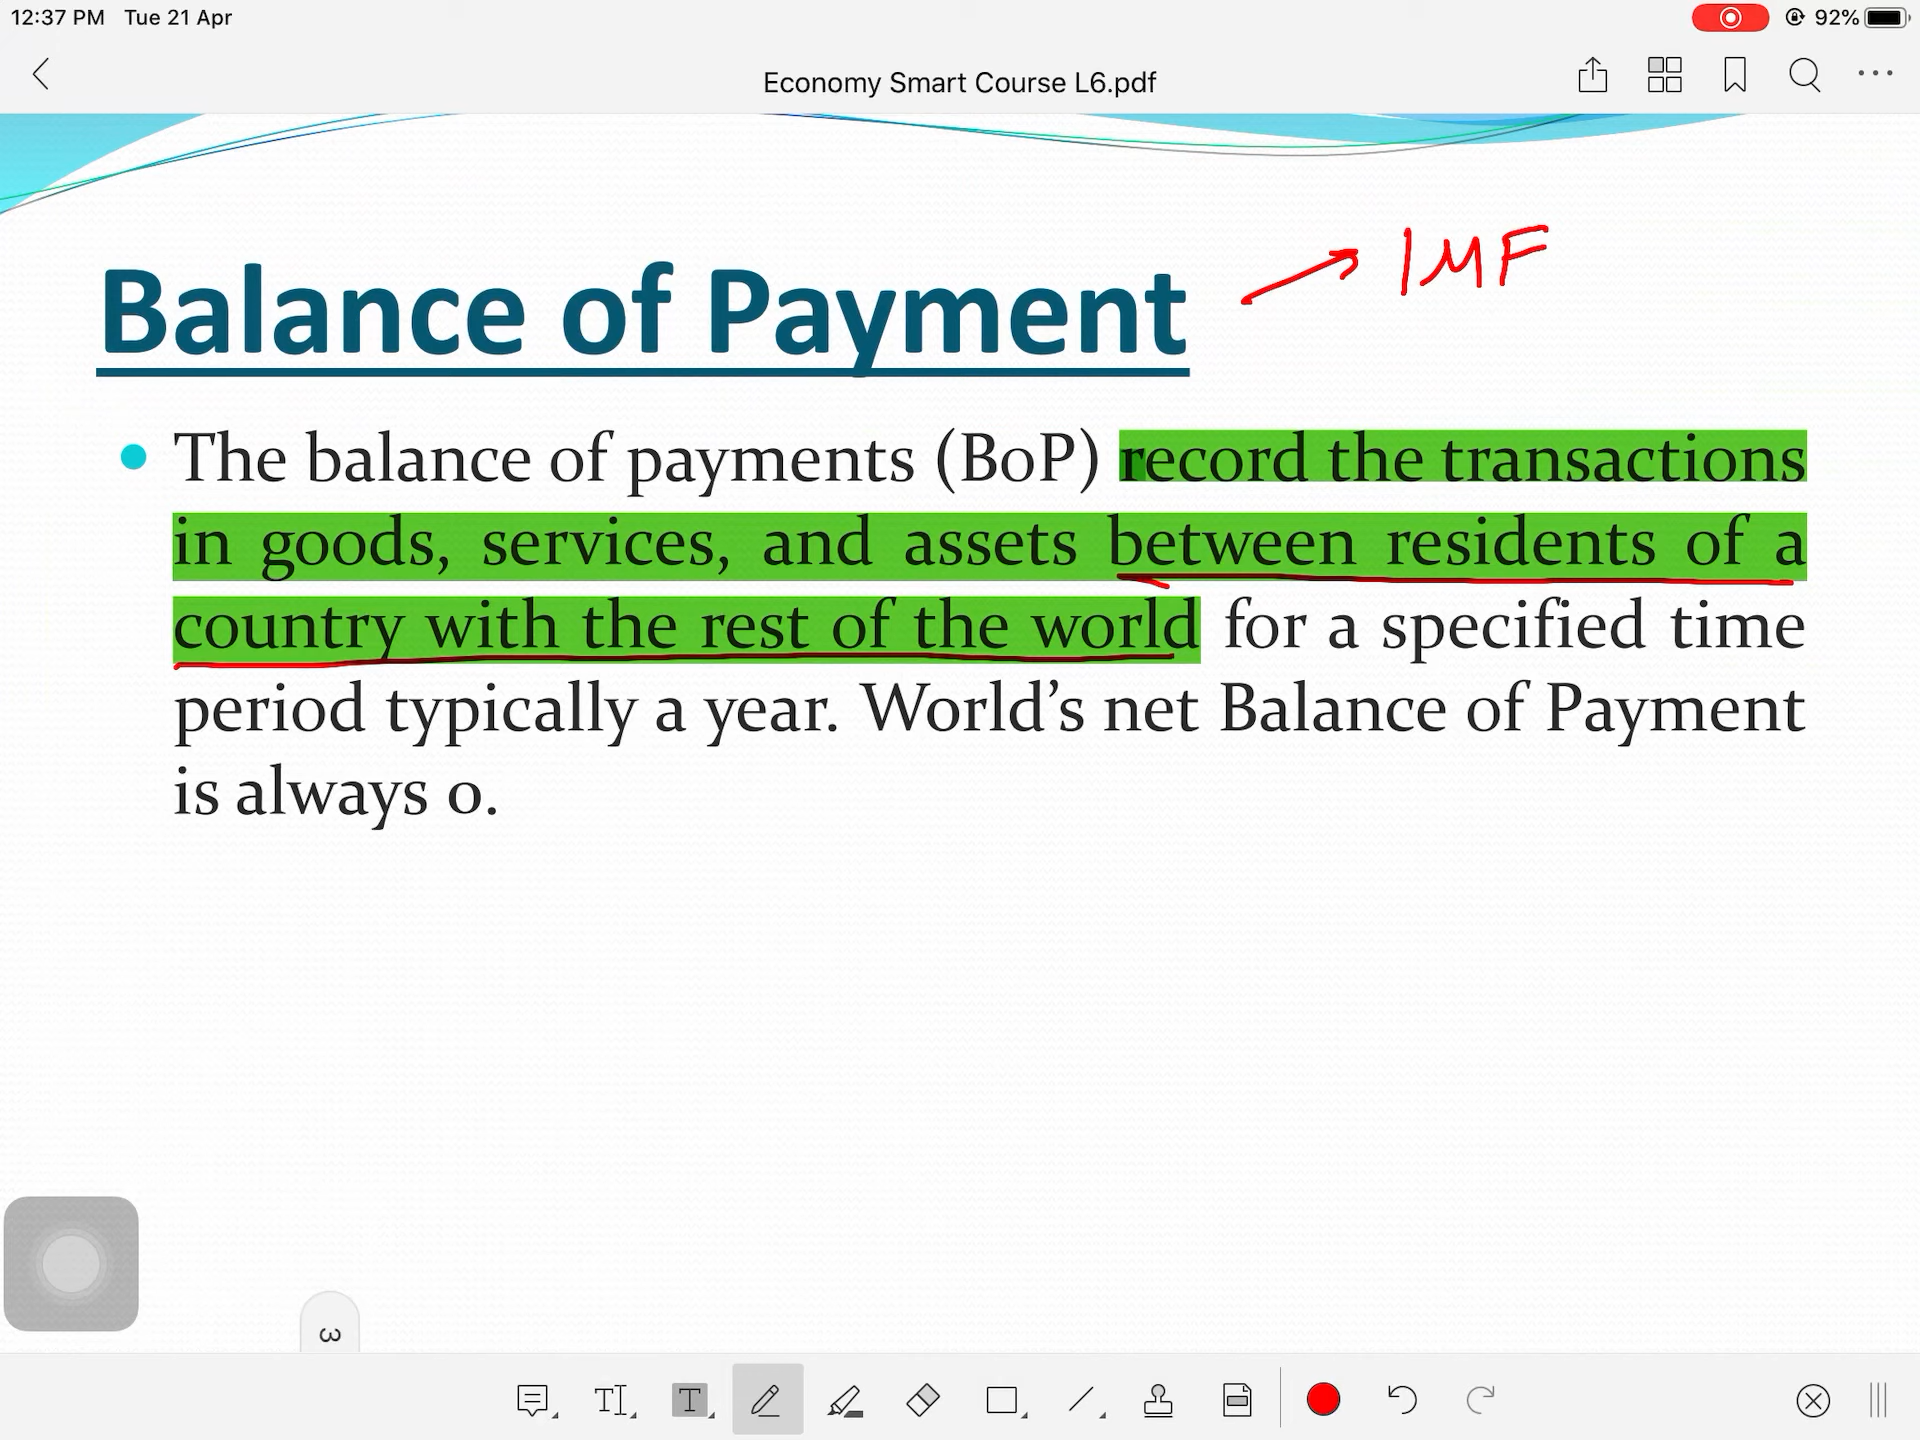 12:37 PM Tue 21 Apr
92%
Economy Smart Course L6.pdf
Balance of Payment
IMF
The balance of payments (BoP) record the transactions
in goods, services, and assets between residents of a
country with the rest of the world for a specified time
period typically a year. World's net Balance of Payment
is always 0.
3